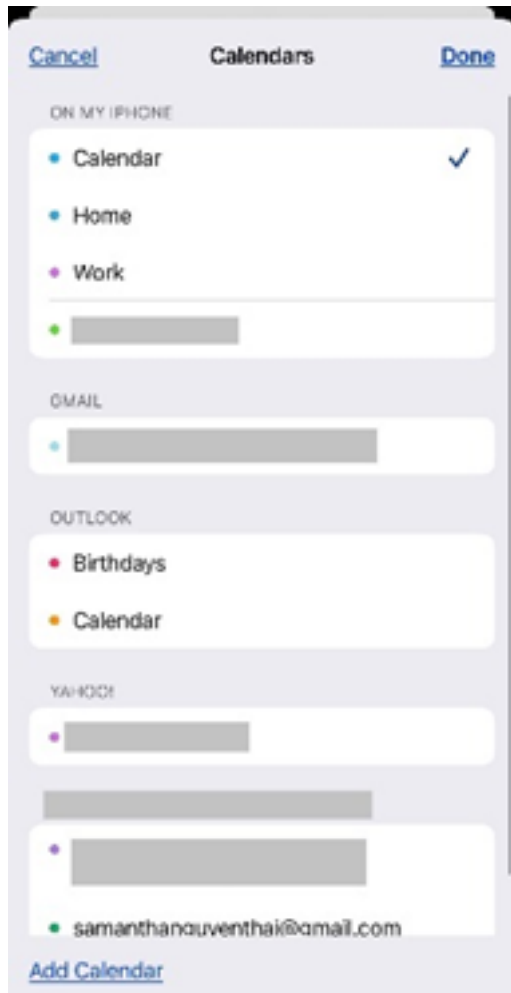 Cancel Calendars Done
ON MY IPHONE
Calendar
Home
Work
GMAIL
OUTLOOK
Birthdays
Calendar
YAHOO!
samanthanguyenthai@gmail.com
Add Calendar